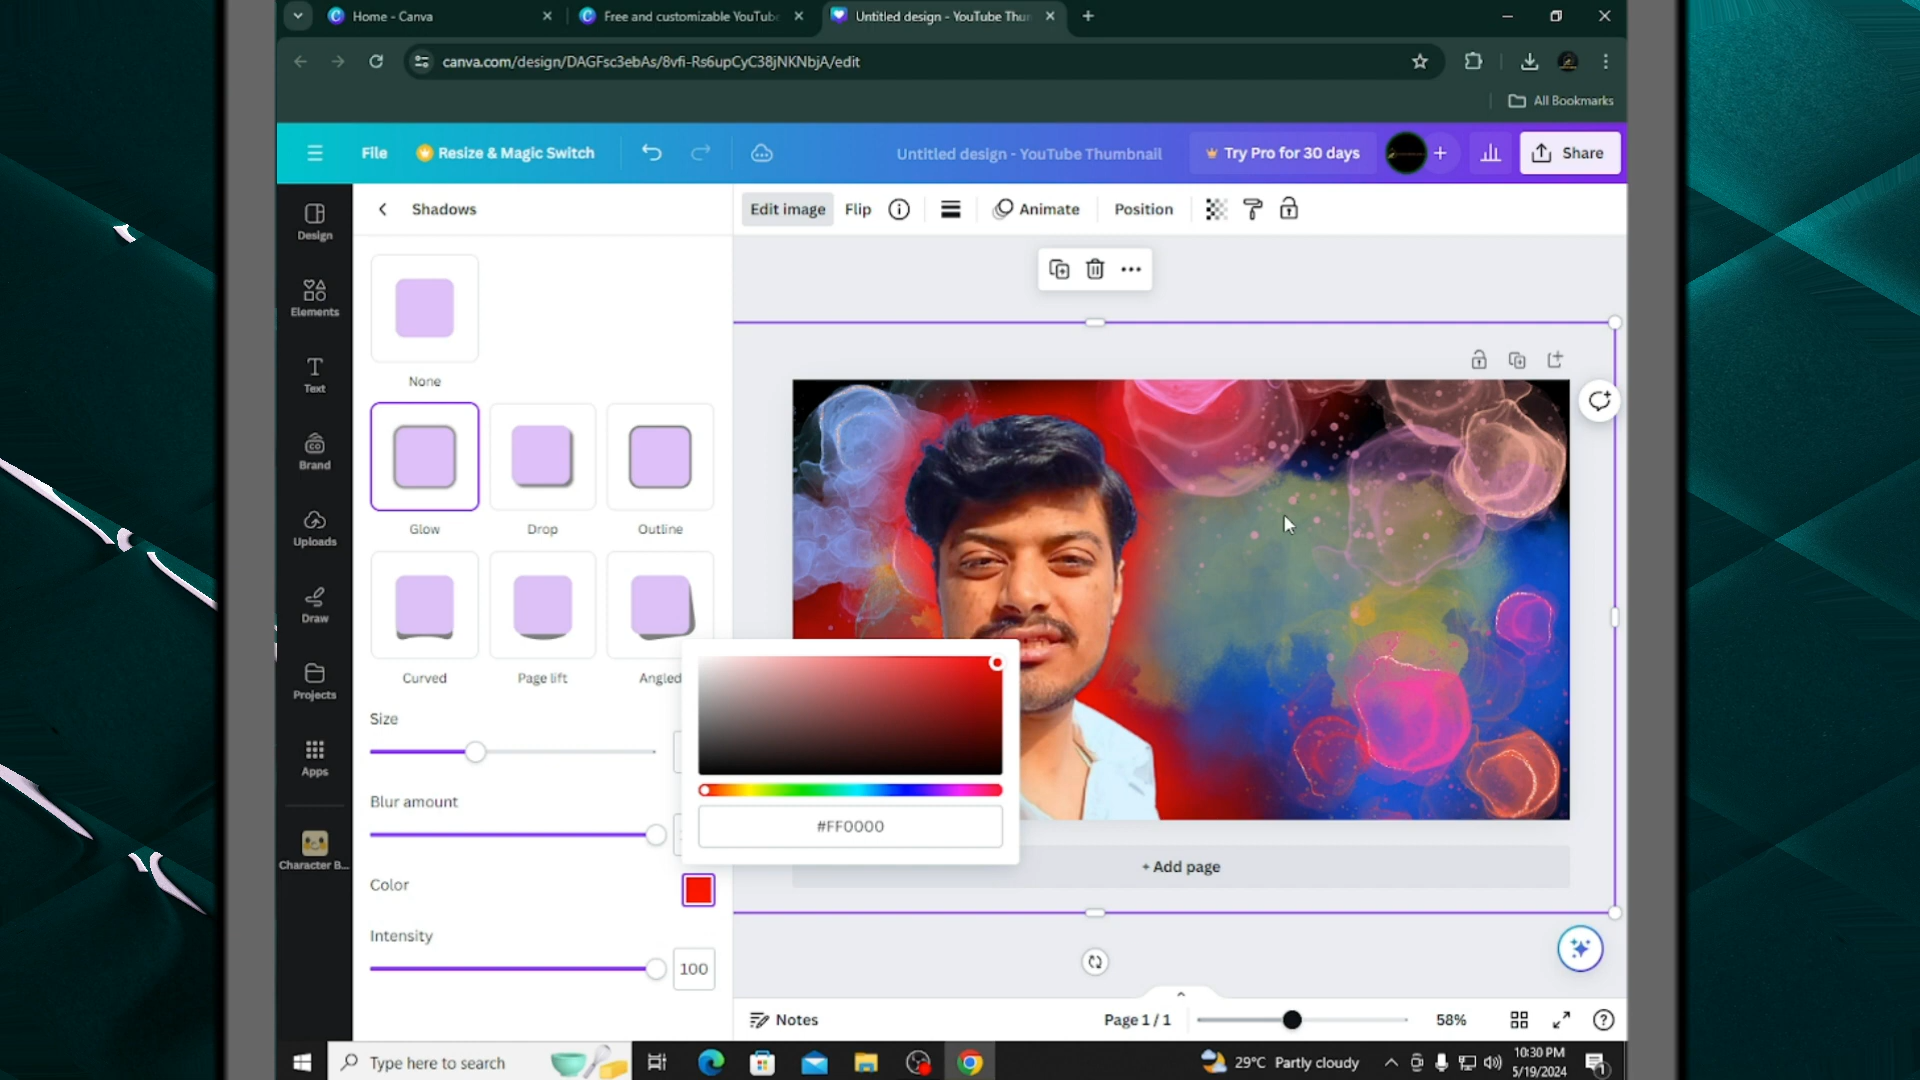 Home - Canva
Free and customizable YouTub
Untitled design - YouTube Thun
canva.com/design/DAGFsc3ebAs/8vfi-Rs6upCyC38jNKNbjA/edit
All Bookmarks
File
Resize & Magic Switch
Untitled design - YouTube Thumbnail
Try Pro for 30 days
Share
Design
Elements
Text
Brand
Uploads
Draw
Projects
Apps
Character B...
Shadows
None
Glow
Drop
Outline
Curved
Page lift
Angled
Size
Blur amount
Color
Intensity
100
#FF0000
Edit image
Flip
Animate
Position
+ Add page
Notes
Page 1 / 1
58%
Type here to search
29°C Partly cloudy
10:30 PM
5/19/2024
1